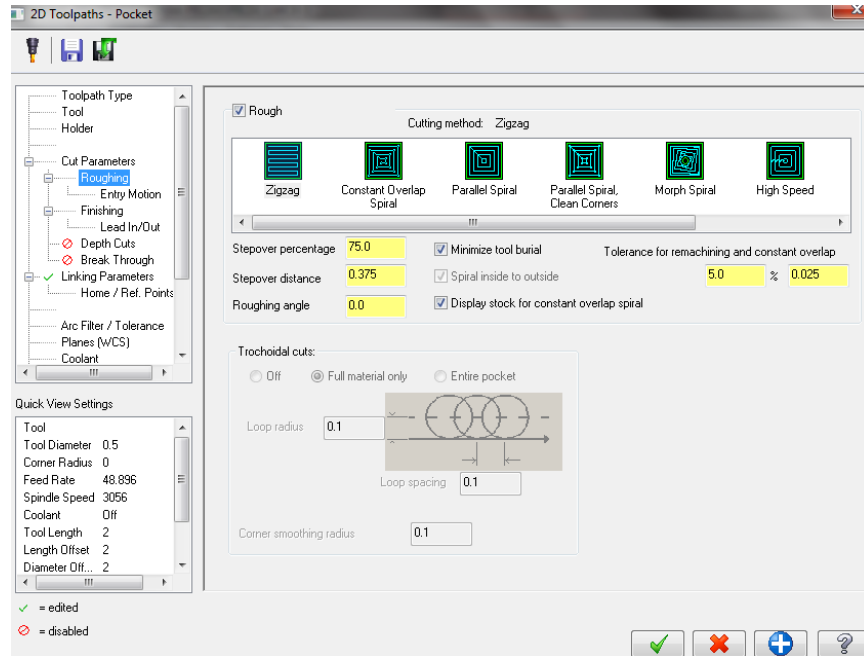 2D Toolpaths - Pocket
Toolpath Type
Tool
Holder
Cut Parameters
Roughing
Entry Motion
Finishing
Lead In/Out
Depth Cuts
Break Through
Linking Parameters
Home / Ref. Points
Arc Filter / Tolerance
Planes (WCS)
Coolant
Quick View Settings
Tool
Tool Diameter 0.5
Corner Radius 0
Feed Rate 48.896
Spindle Speed 3056
Coolant Off
Tool Length 2
Length Offset 2
Diameter Off... 2
= edited
= disabled
Rough
Cutting method: Zigzag
Zigzag
Constant Overlap
Spiral
Parallel Spiral
Parallel Spiral,
Clean Corners
Morph Spiral
High Speed
Stepover percentage 75.0
Minimize tool burial
Tolerance for remachining and constant overlap
Stepover distance 0.375
Spiral inside to outside
5.0 % 0.025
Roughing angle 0.0
Display stock for constant overlap spiral
Trochoidal cuts:
Off Full material only Entire pocket
Loop radius 0.1
Loop spacing 0.1
Corner smoothing radius 0.1